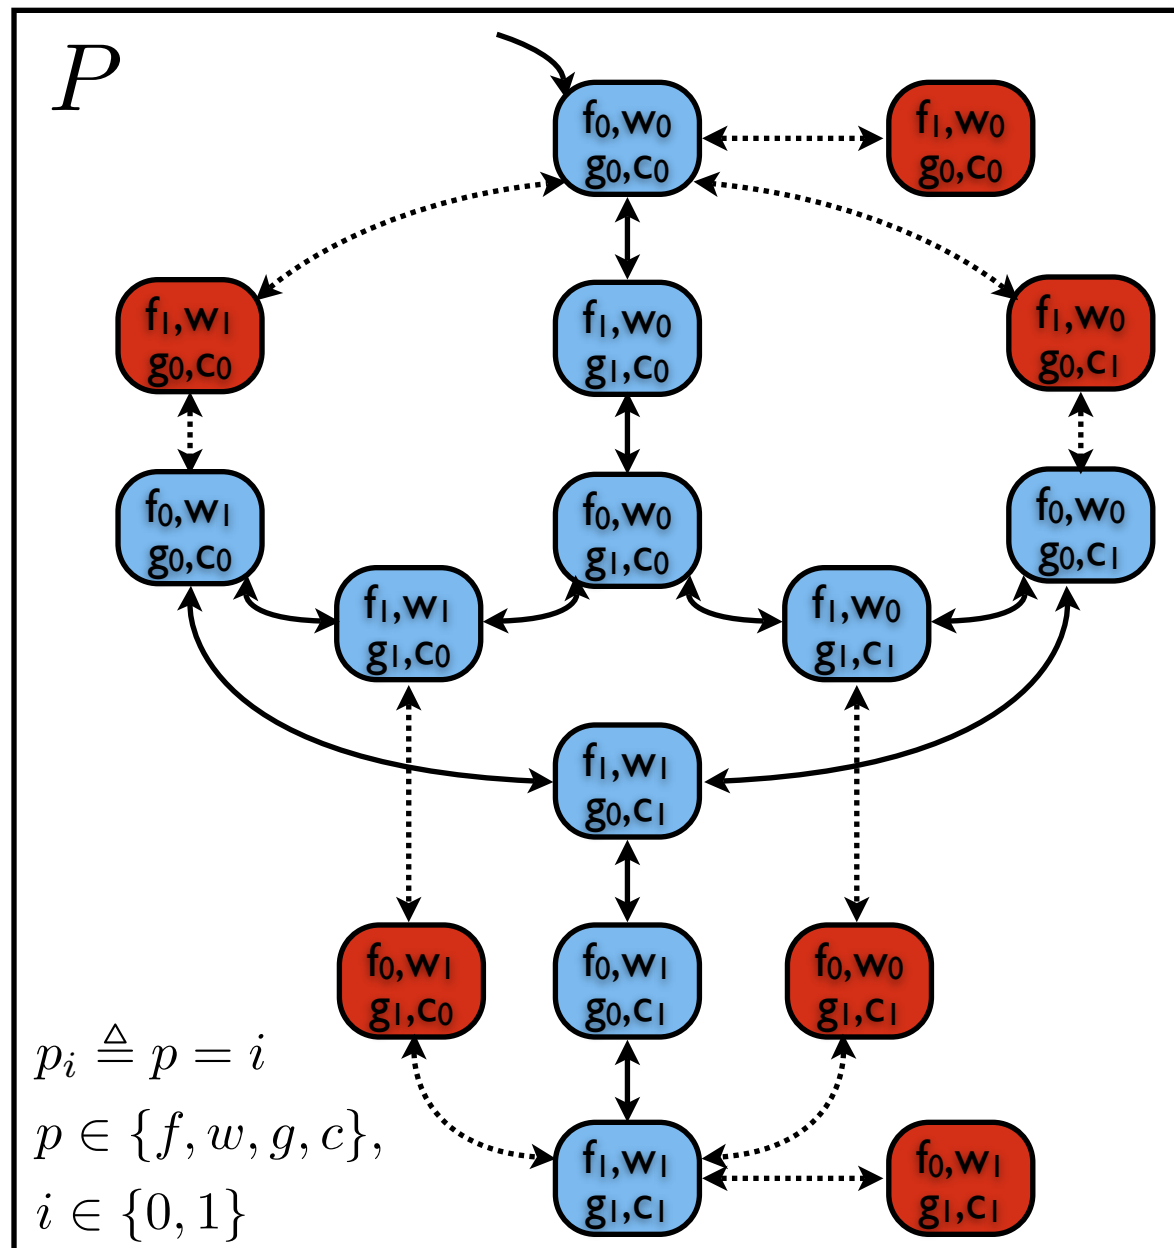 P
f0,w0
g0,c0
f1,w0
g0,c0
f1,w1
g0,c0
f1,w0
g1,c0
f1,w0
g0,c1
f0,w1
g0,c0
f0,w0
g1,c0
f0,w0
g0,c1
f1,w1
g1,c0
f1,w0
g1,c1
f1,w1
g0,c1
f0,w1
g1,c0
f0,w1
g0,c1
f0,w0
g1,c1
p_i ≜ p = i
p ∈ {f, w, g, c},
i ∈ {0, 1}
f1,w1
g1,c1
f0,w1
g1,c1